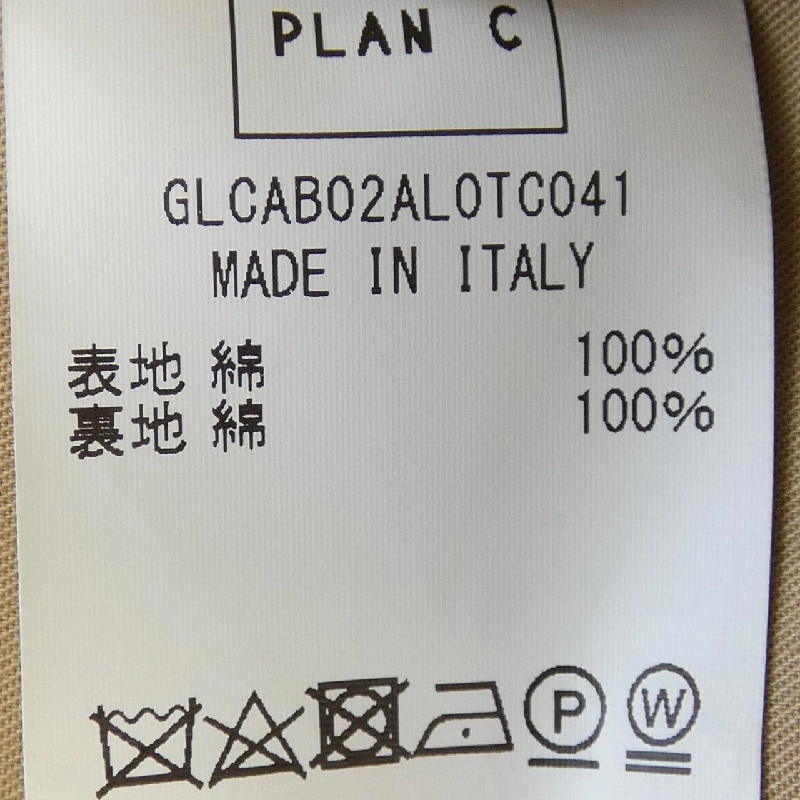 PLAN C
GLCAB02AL0TC041
MADE IN ITALY
表地 綿 100%
裏地 綿 100%
P W